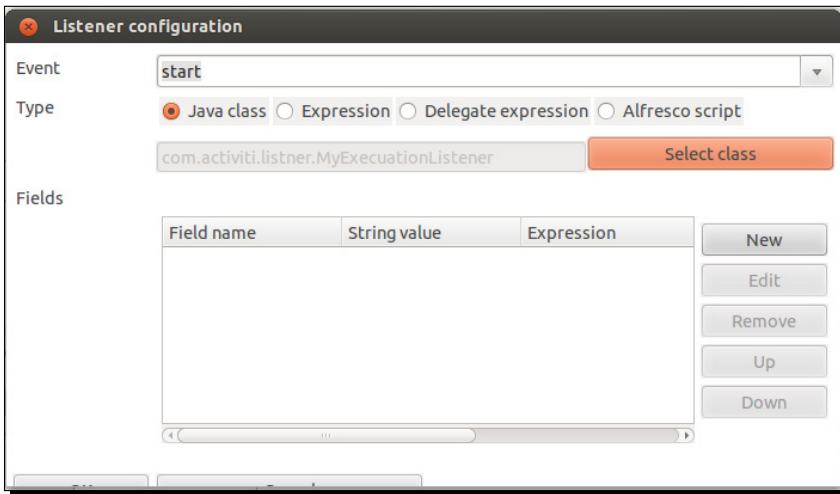 Listener configuration
Event
start
Type
Java class Expression Delegate expression Alfresco script
com.activiti.listner.MyExecuationListener
Select class
Fields
Field name String value Expression
New
Edit
Remove
Up
Down